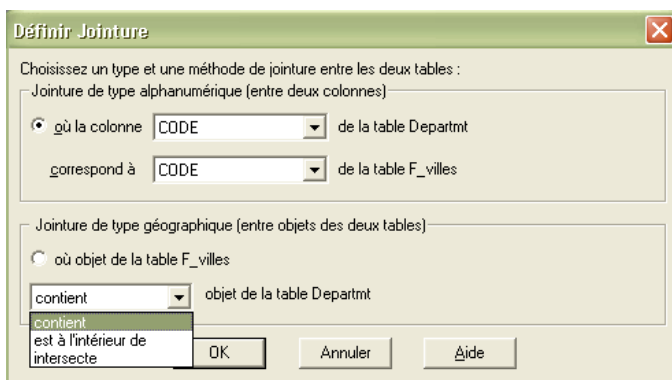 Définir Jointure
Choisissez un type et une méthode de jointure entre les deux tables :
Jointure de type alphanumérique (entre deux colonnes)
où la colonne CODE de la table Departmt
correspond à CODE de la table F_villes
Jointure de type géographique (entre objets des deux tables)
où objet de la table F_villes
contient objet de la table Departmt
contient
est à l'intérieur de
intersecte
OK Annuler Aide